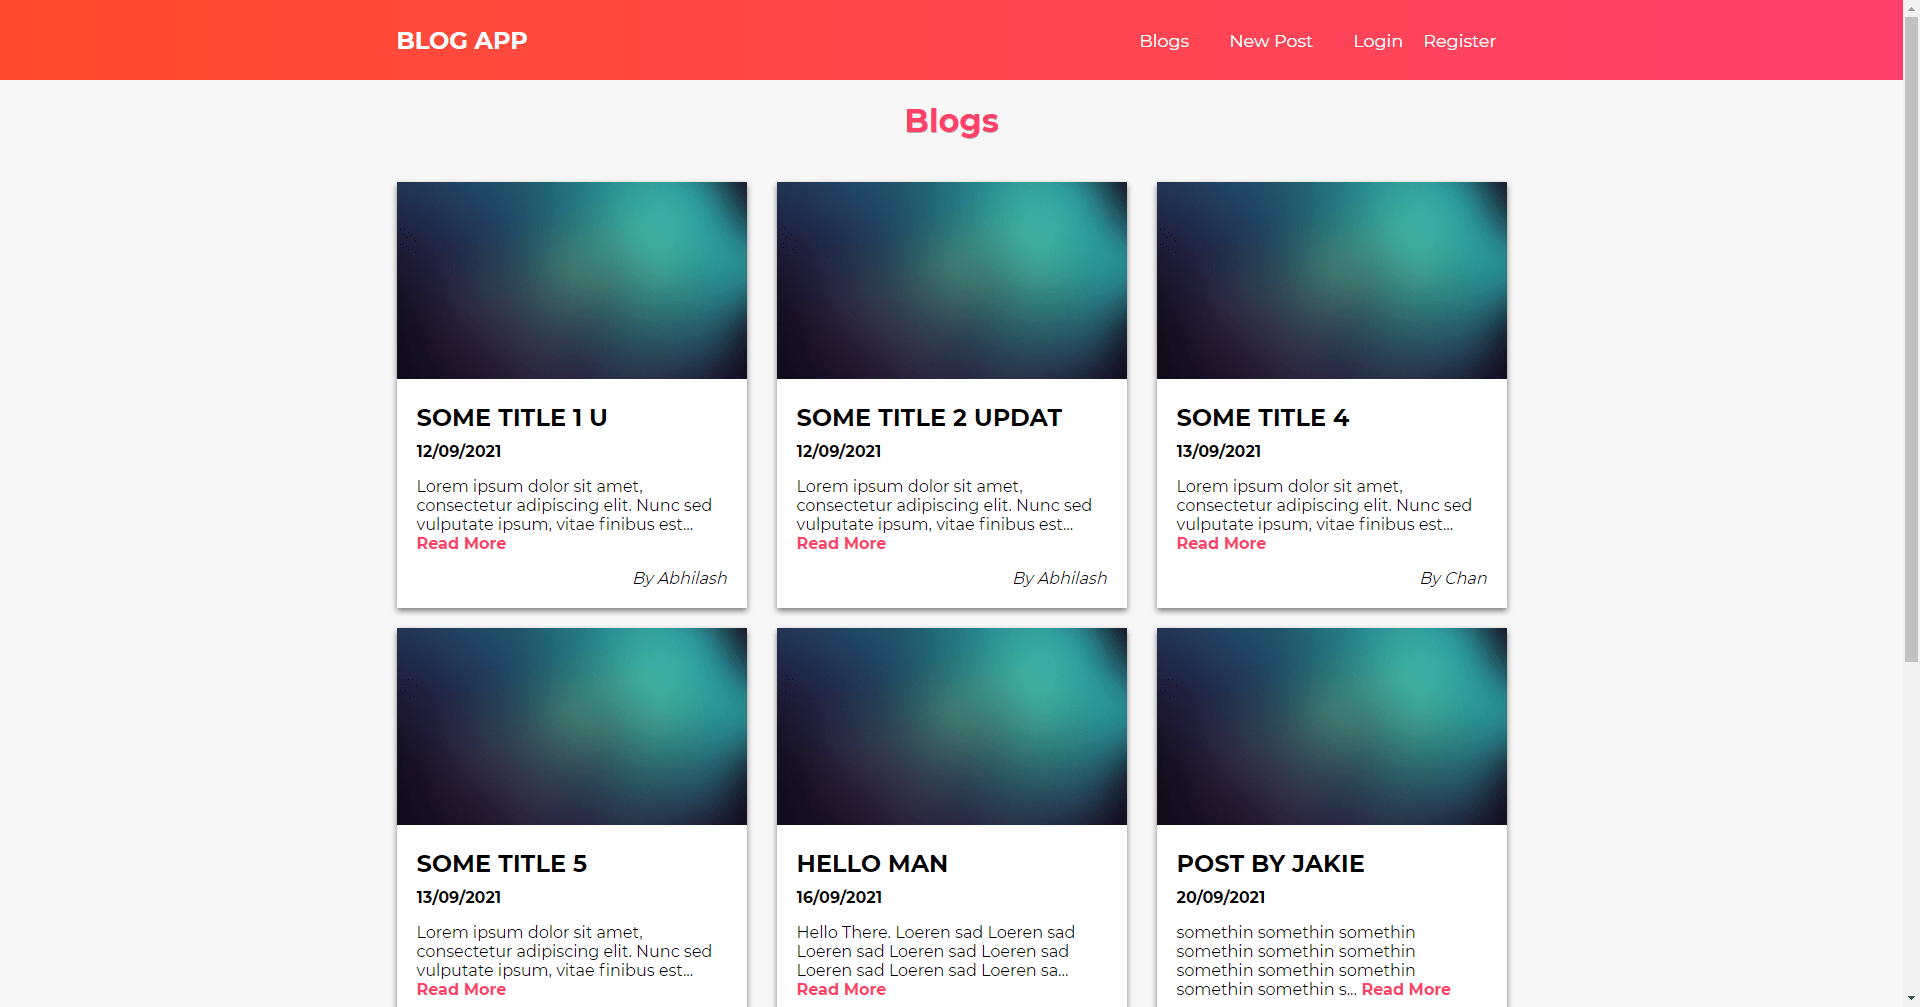 BLOG APP
Blogs
New Post
Login
Register
Blogs
SOME TITLE 1 U
12/09/2021
Lorem ipsum dolor sit amet,
consectetur adipiscing elit. Nunc sed
vulputate ipsum, vitae finibus est...
Read More
By Abhilash
SOME TITLE 2 UPDAT
12/09/2021
Lorem ipsum dolor sit amet,
consectetur adipiscing elit. Nunc sed
vulputate ipsum, vitae finibus est...
Read More
By Abhilash
SOME TITLE 4
13/09/2021
Lorem ipsum dolor sit amet,
consectetur adipiscing elit. Nunc sed
vulputate ipsum, vitae finibus est...
Read More
By Chan
SOME TITLE 5
13/09/2021
Lorem ipsum dolor sit amet,
consectetur adipiscing elit. Nunc sed
vulputate ipsum, vitae finibus est...
Read More
HELLO MAN
16/09/2021
Hello There. Loeren sad Loeren sad
Loeren sad Loeren sad Loeren sad
Loeren sad Loeren sad Loeren sa...
Read More
POST BY JAKIE
20/09/2021
somethin somethin somethin
somethin somethin somethin
somethin somethin somethin
somethin somethin s... Read More